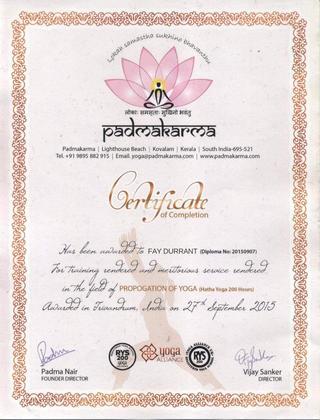 Lokah samastha sukhino bhavanthu
लोकाः समस्ताः सुखिनो भवंतु
padmakarma
Padmakarma | Lighthouse Beach | Kovalam | Kerala | South India-695-521
Tel. +91 9895 882 915 | Email. yoga@padmakarma.com | www.padmakarma.com
Certificate
of Completion
Has been awarded to FAY DURRANT (Diploma No: 20150907)
For Training rendered and meritorious service rendered
in the field of PROPOGATION OF YOGA (Hatha Yoga 200 Hours)
Awarded in Trivandrum, India on 27th September 2015
RYS
200
yoga
ALLIANCE
RYS
Padma Nair
FOUNDER DIRECTOR
Vijay Sanker
DIRECTOR